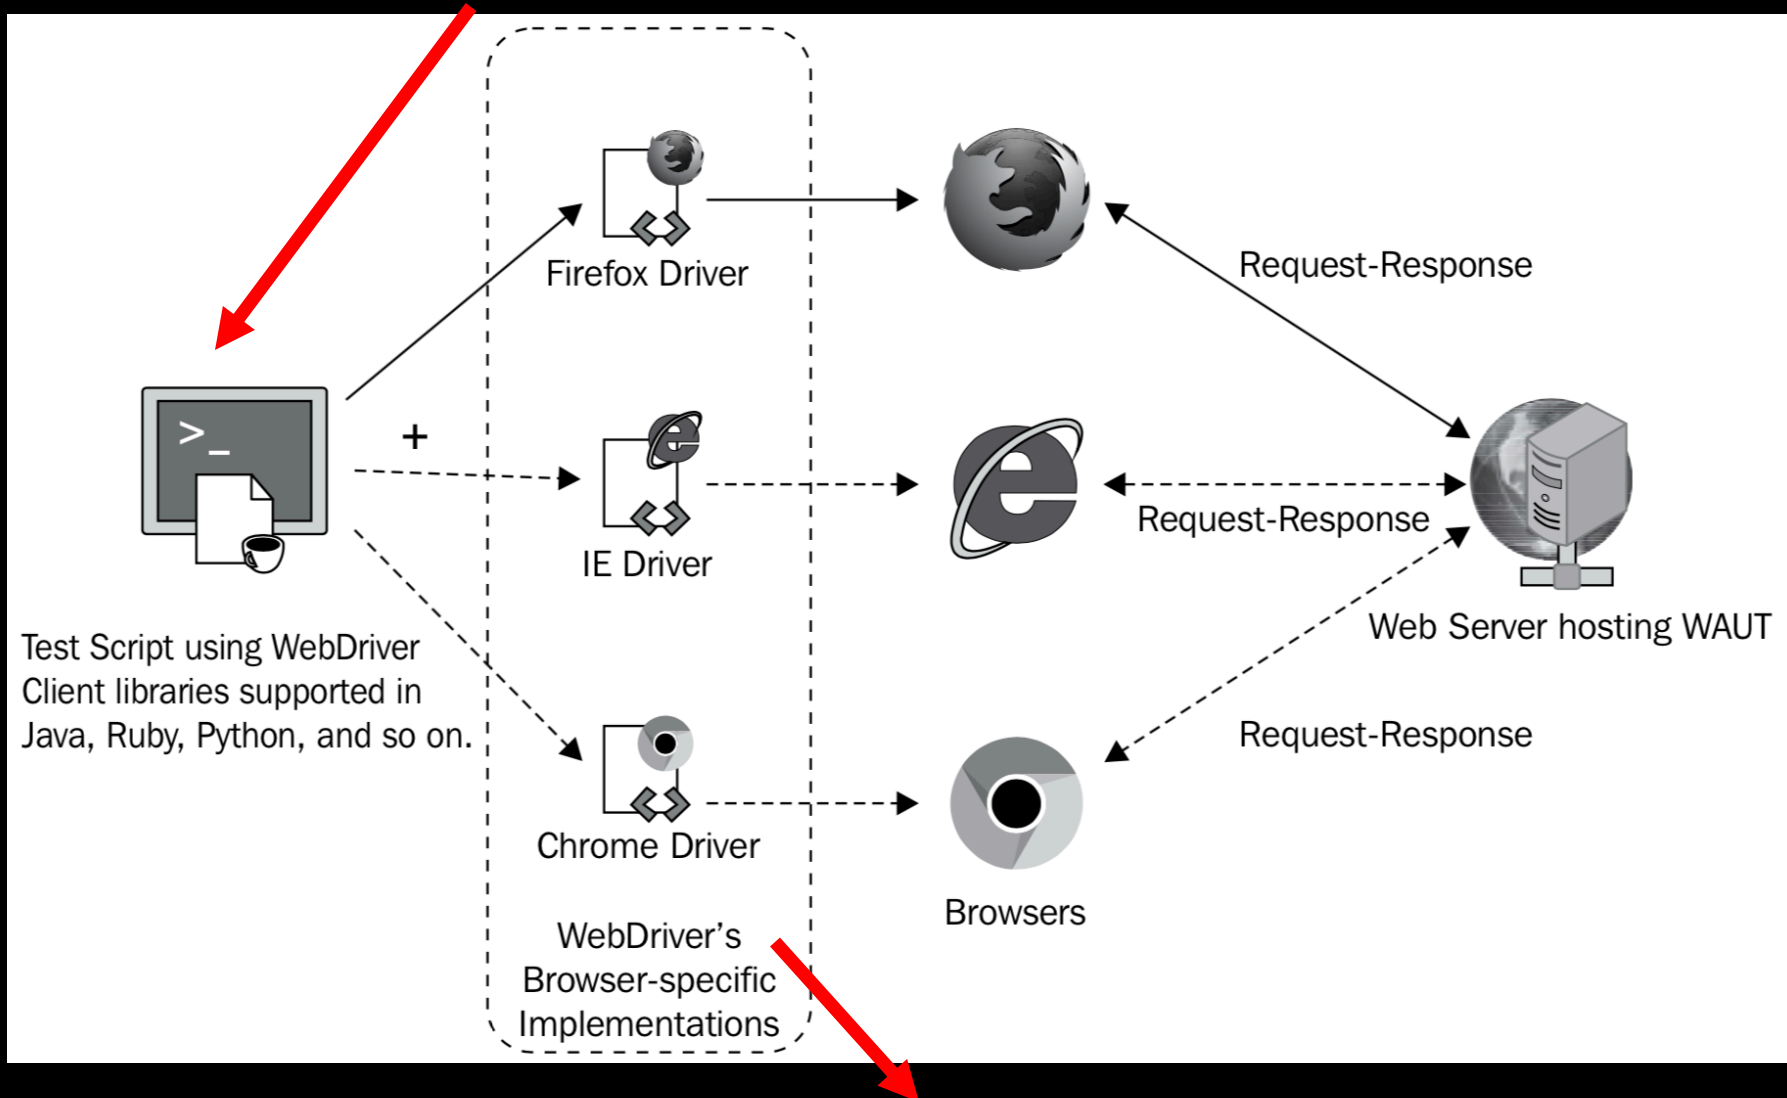 >_
+
Firefox Driver
Request-Response
IE Driver
Request-Response
Web Server hosting WAUT
Test Script using WebDriver
Client libraries supported in
Java, Ruby, Python, and so on.
Request-Response
Chrome Driver
Browsers
WebDriver’s
Browser-specific
Implementations